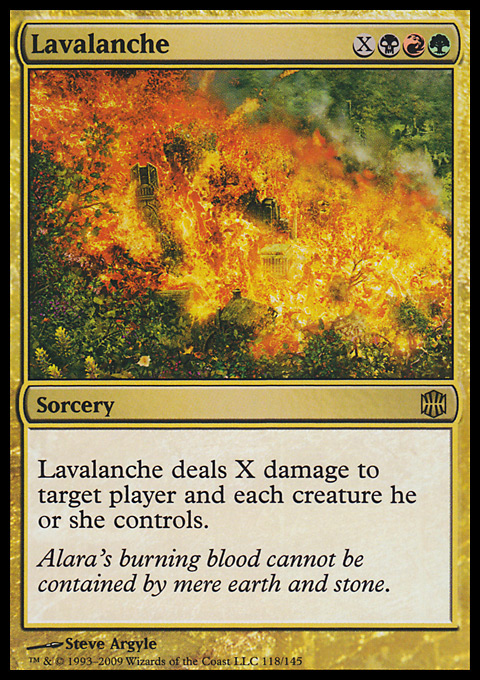 Lavalanche X
Sorcery
Lavalanche deals X damage to
target player and each creature he
or she controls.
Alara's burning blood cannot be
contained by mere earth and stone.
Steve Argyle
™ & © 1993–2009 Wizards of the Coast LLC 118/145